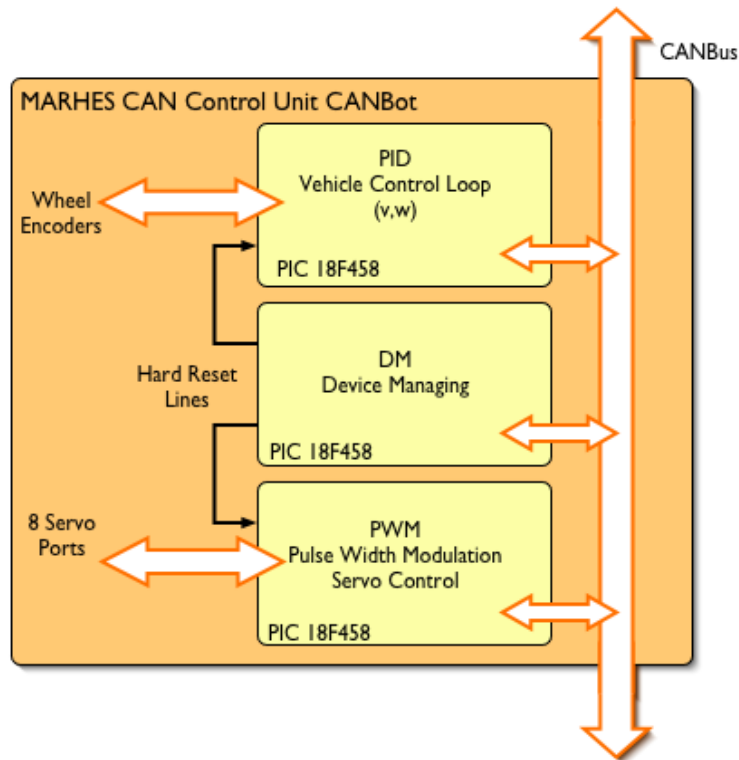 CANBus
MARHES CAN Control Unit CANBot
PID
Vehicle Control Loop
(v,w)
PIC 18F458
Wheel
Encoders
DM
Device Managing
PIC 18F458
Hard Reset
Lines
PWM
Pulse Width Modulation
Servo Control
PIC 18F458
8 Servo
Ports